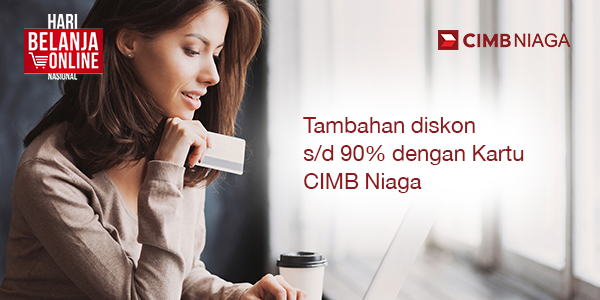 HARI
BELANJA
ONLINE
NASIONAL
CIMB NIAGA
Tambahan diskon
s/d 90% dengan Kartu
CIMB Niaga